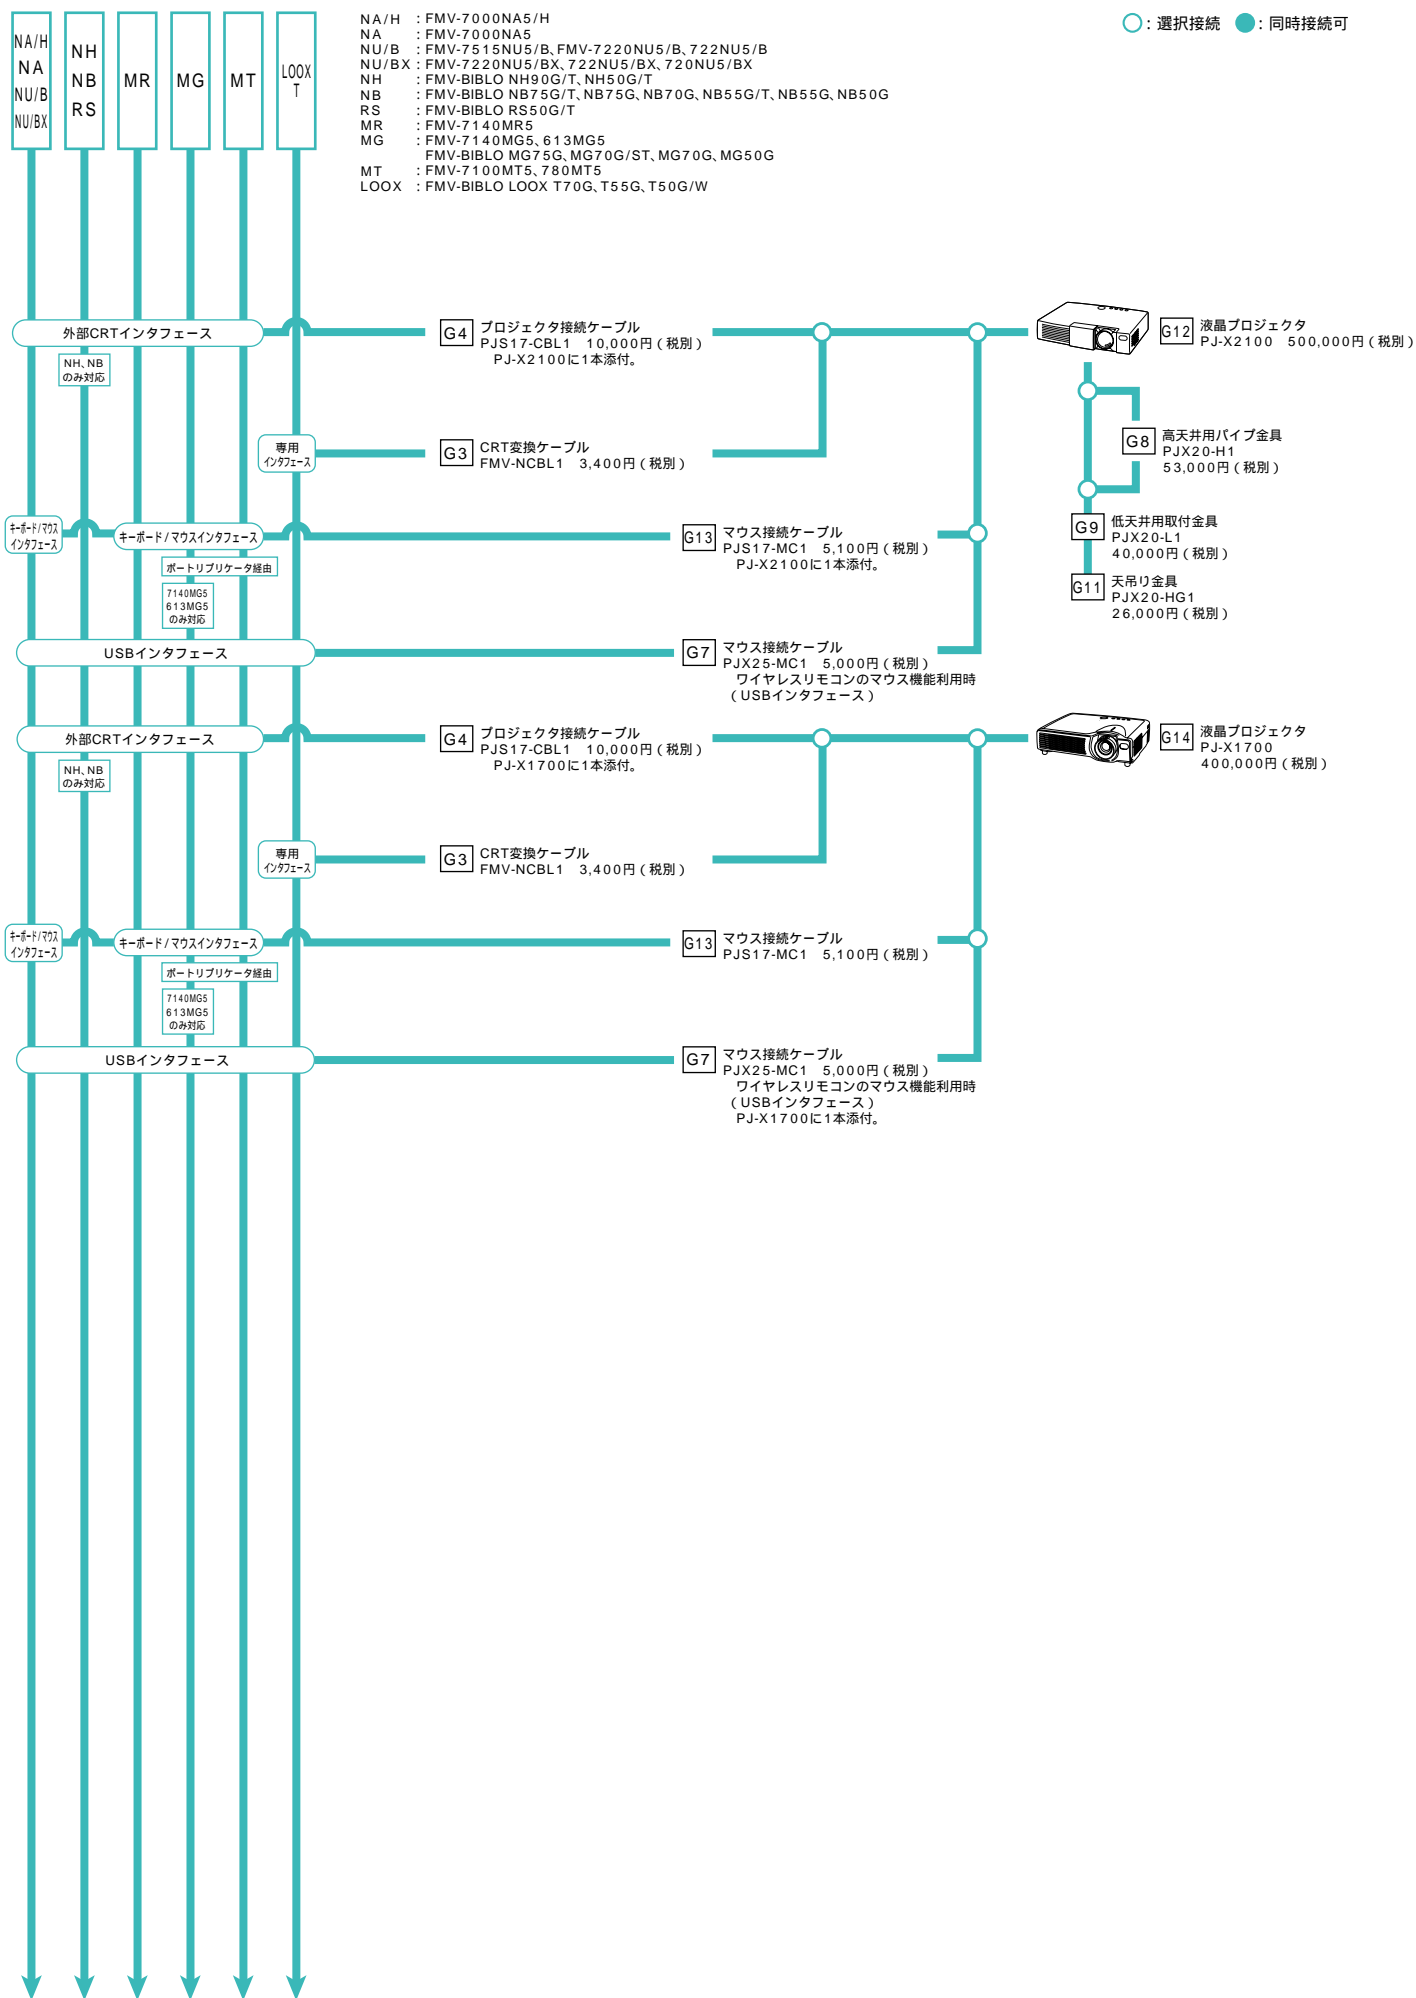 NA/H
NA
NU/B
NU/BX
NH
NB
RS
MR
MG
MT
LOOX
T
NA/H : FMV-7000NA5/H
NA : FMV-7000NA5
NU/B : FMV-7515NU5/B、FMV-7220NU5/B、722NU5/B
NU/BX : FMV-7220NU5/BX、722NU5/BX、720NU5/BX
NH : FMV-BIBLO NH90G/T、NH50G/T
NB : FMV-BIBLO NB75G/T、NB75G、NB70G、NB55G/T、NB55G、NB50G
RS : FMV-BIBLO RS50G/T
MR : FMV-7140MR5
MG : FMV-7140MG5、613MG5
FMV-BIBLO MG75G、MG70G/ST、MG70G、MG50G
MT : FMV-7100MT5、780MT5
LOOX : FMV-BIBLO LOOX T70G、T55G、T50G/W
○: 選択接続 ●: 同時接続可
外部CRTインタフェース
NH、NB
のみ対応
G4 プロジェクタ接続ケーブル
PJS17-CBL1 10,000円(税別)
PJ-X2100に1本添付。
G12 液晶プロジェクタ
PJ-X2100 500,000円(税別)
専用
インタフェース
G3 CRT変換ケーブル
FMV-NCBL1 3,400円(税別)
G8 高天井用パイプ金具
PJX20-H1
53,000円(税別)
キーボード/マウス
インタフェース
キーボード/マウスインタフェース
ポートリプリケータ経由
7140MG5
613MG5
のみ対応
G13 マウス接続ケーブル
PJS17-MC1 5,100円(税別)
PJ-X2100に1本添付。
G9 低天井用取付金具
PJX20-L1
40,000円(税別)
G11 天吊り金具
PJX20-HG1
26,000円(税別)
USBインタフェース
G7 マウス接続ケーブル
PJX25-MC1 5,000円(税別)
ワイヤレスリモコンのマウス機能利用時
(USBインタフェース)
外部CRTインタフェース
NH、NB
のみ対応
G4 プロジェクタ接続ケーブル
PJS17-CBL1 10,000円(税別)
PJ-X1700に1本添付。
G14 液晶プロジェクタ
PJ-X1700
400,000円(税別)
専用
インタフェース
G3 CRT変換ケーブル
FMV-NCBL1 3,400円(税別)
キーボード/マウス
インタフェース
キーボード/マウスインタフェース
ポートリプリケータ経由
7140MG5
613MG5
のみ対応
G13 マウス接続ケーブル
PJS17-MC1 5,100円(税別)
USBインタフェース
G7 マウス接続ケーブル
PJX25-MC1 5,000円(税別)
ワイヤレスリモコンのマウス機能利用時
(USBインタフェース)
PJ-X1700に1本添付。